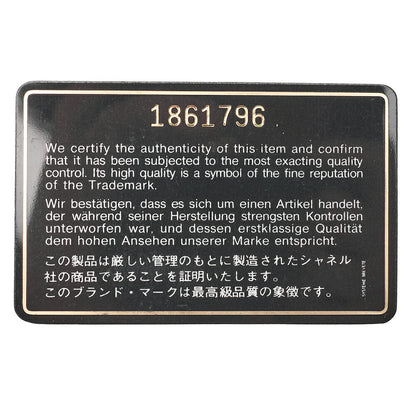 1861796
We certify the authenticity of this item and confirm
that it has been subjected to the most exacting quality
control. Its high quality is a symbol of the fine reputation
of the Trademark.
Wir bestätigen, dass es sich um einen Artikel handelt,
der während seiner Herstellung strengsten Kontrollen
unterworfen war, und dessen erstklassige Qualität
dem hohen Ansehen unserer Marke entspricht.
この製品は厳しい管理のもとに製造されたシャネル
社の商品であることを証明いたします。
このブランド・マークは最高級品質の象徴です。